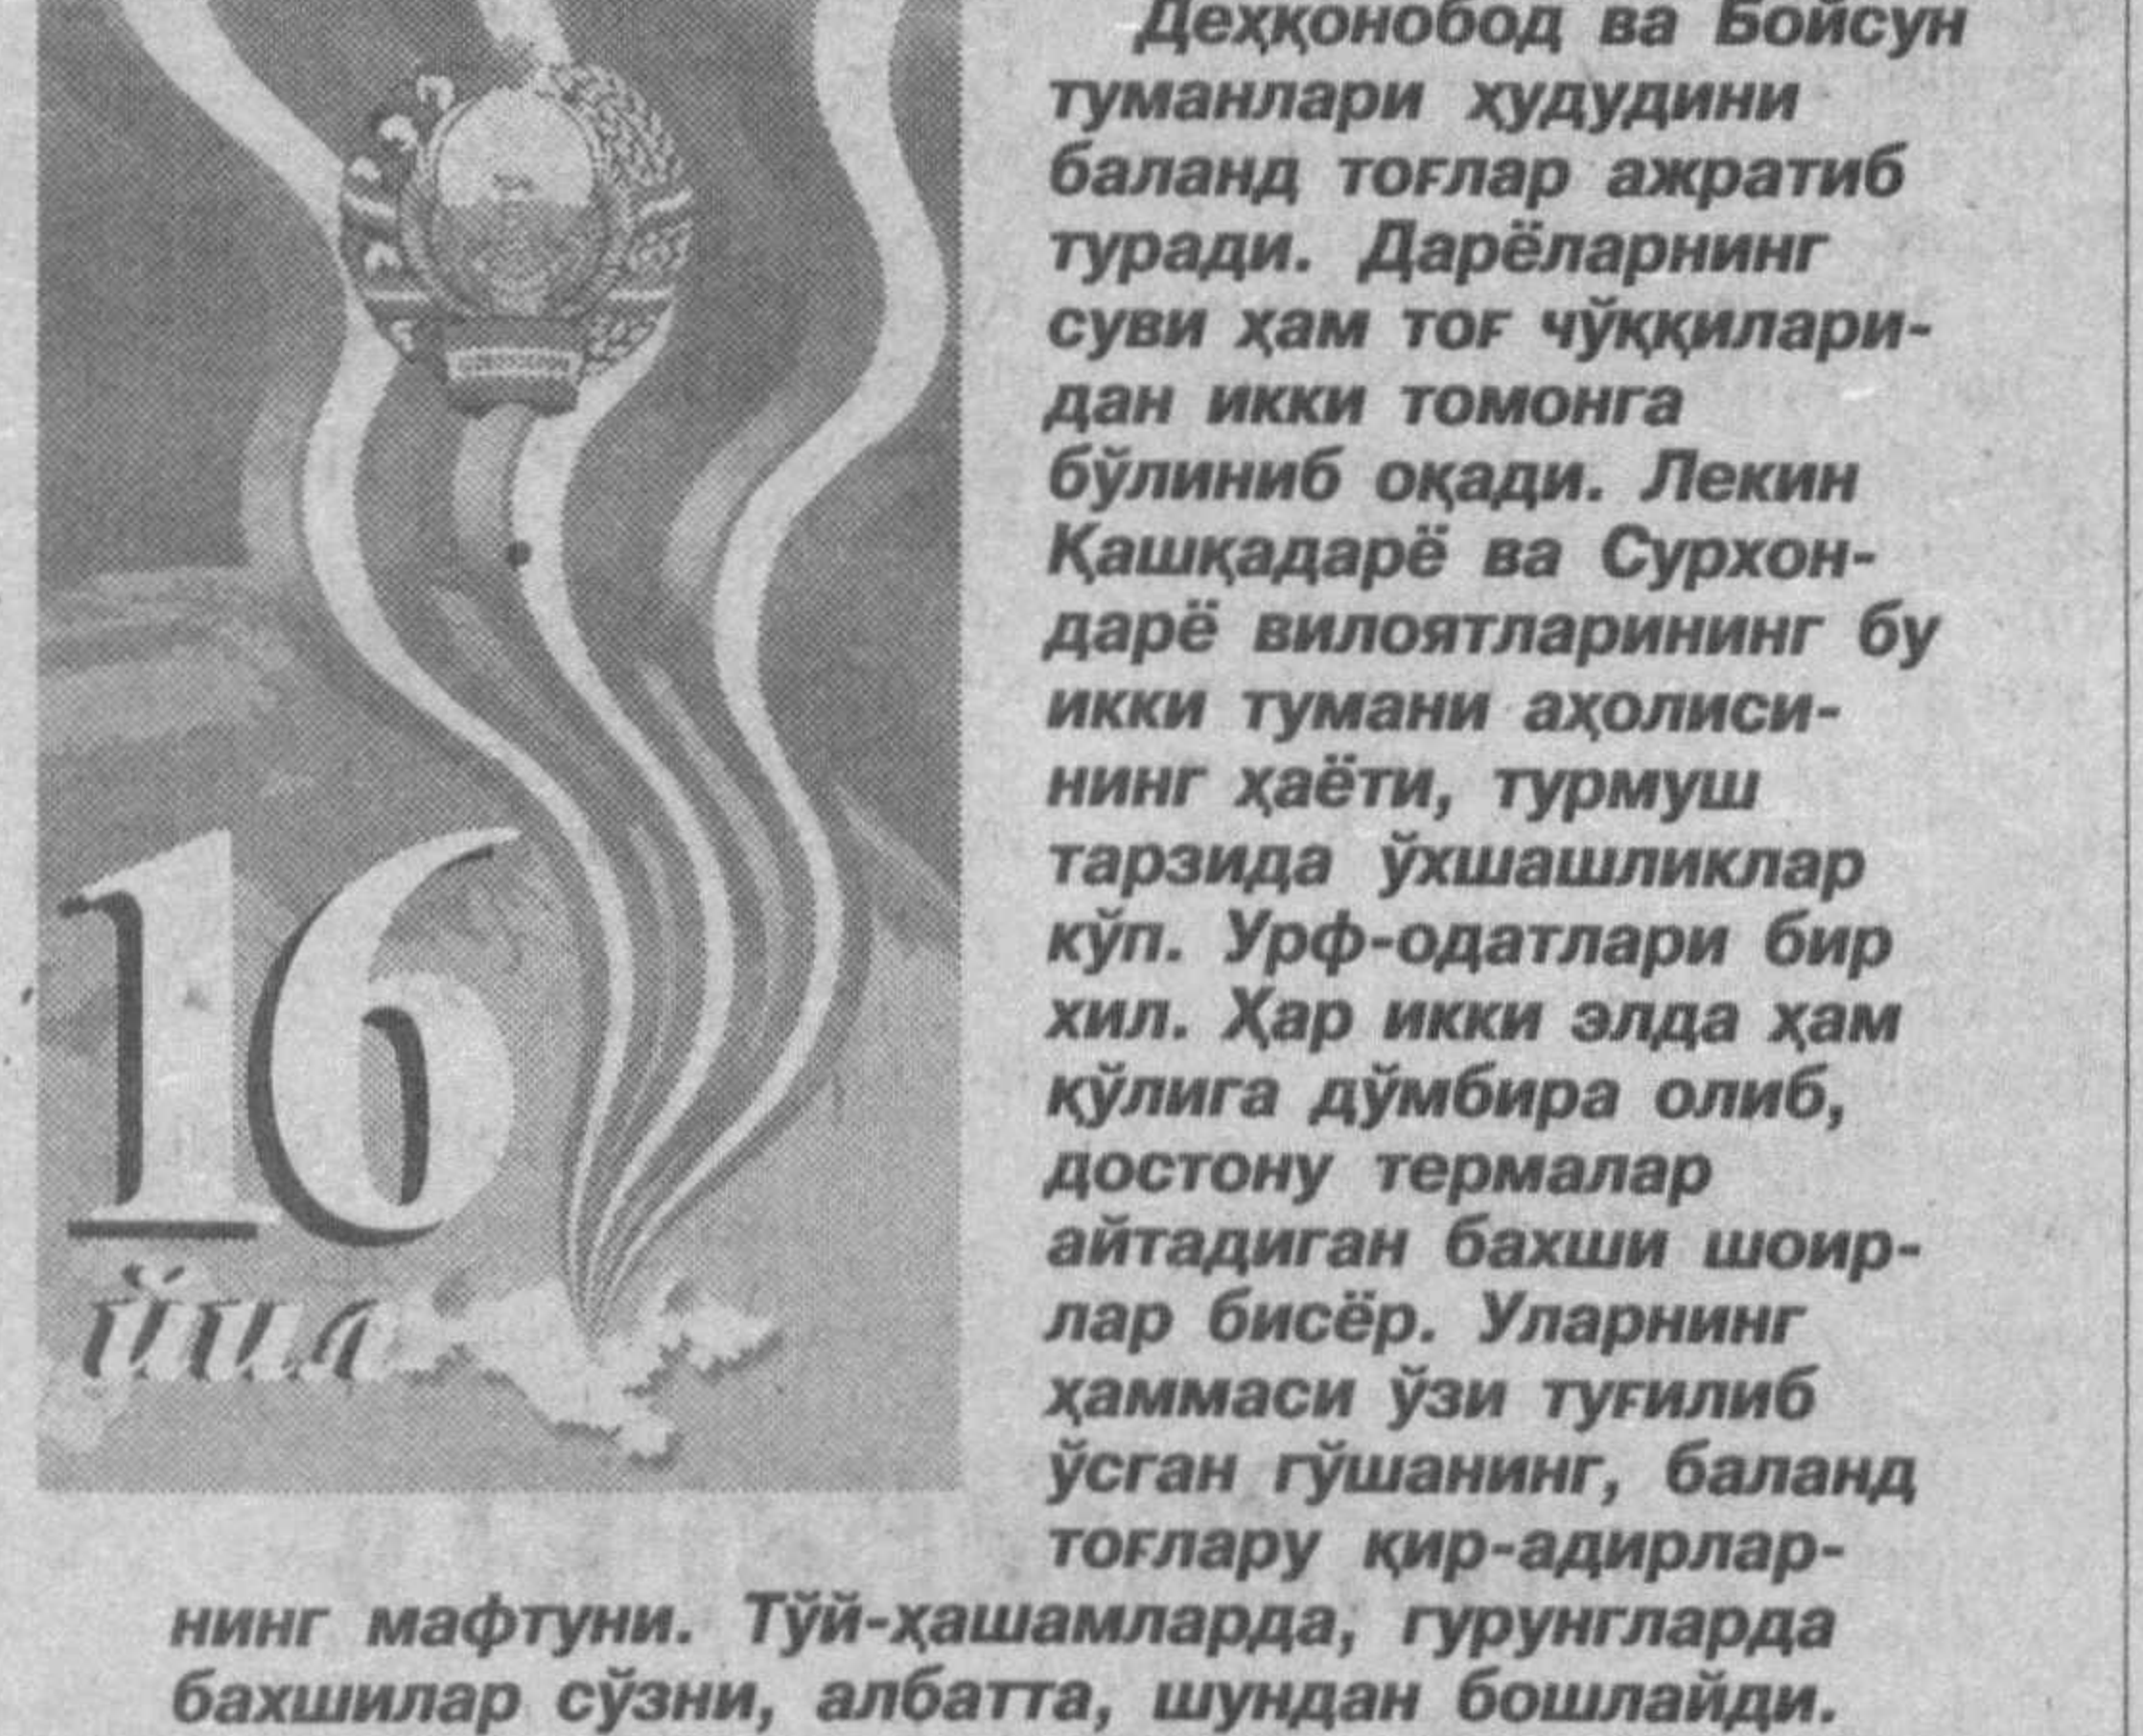 16
йил
Деҳқонобод ва Бойсун
туманлари ҳудудини
баланд тоғлар ажратиб
туради. Дарёларнинг
суви ҳам тоғ чўққилари-
дан икки томонга
бўлиниб оқади. Лекин
Қашқадарё ва Сурхон-
дарё вилоятларининг бу
икки тумани аҳолиси-
нинг ҳаёти, турмуш
тарзида ўхшашликлар
кўп. Урф-одатлари бир
хил. Ҳар икки элда ҳам
қўлига дўмбира олиб,
достону термалар
айтадиган бахши шоир-
лар бисёр. Уларнинг
ҳаммаси ўзи туғилиб
ўсган гўшанинг, баланд
тоғлару қир-адирлар-
нинг мафтуни. Тўй-ҳашамларда, гурунгларда
бахшилар сўзни, албатта, шундан бошлайди.